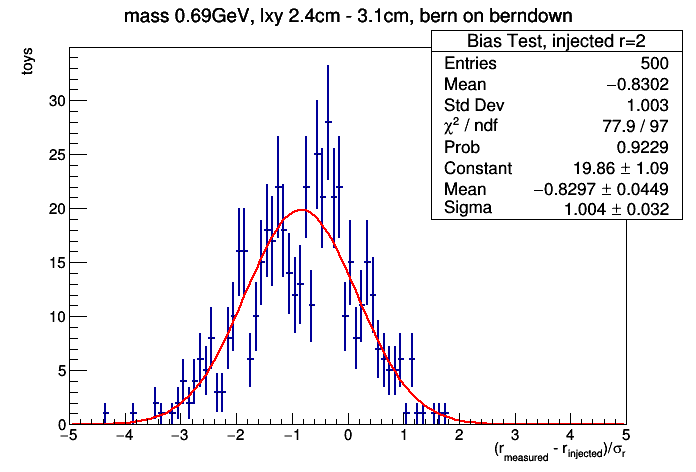 mass 0.69GeV, lxy 2.4cm - 3.1cm, bern on berndown
Bias Test, injected r=2
Entries 500
Mean −0.8302
Std Dev 1.003
χ² / ndf 77.9 / 97
Prob 0.9229
Constant 19.86 ± 1.09
Mean −0.8297 ± 0.0449
Sigma 1.004 ± 0.032
toys
30
25
20
15
10
5
0
−5 −4 −3 −2 −1 0 1 2 3 4 5
(r_measured - r_injected)/σ_r